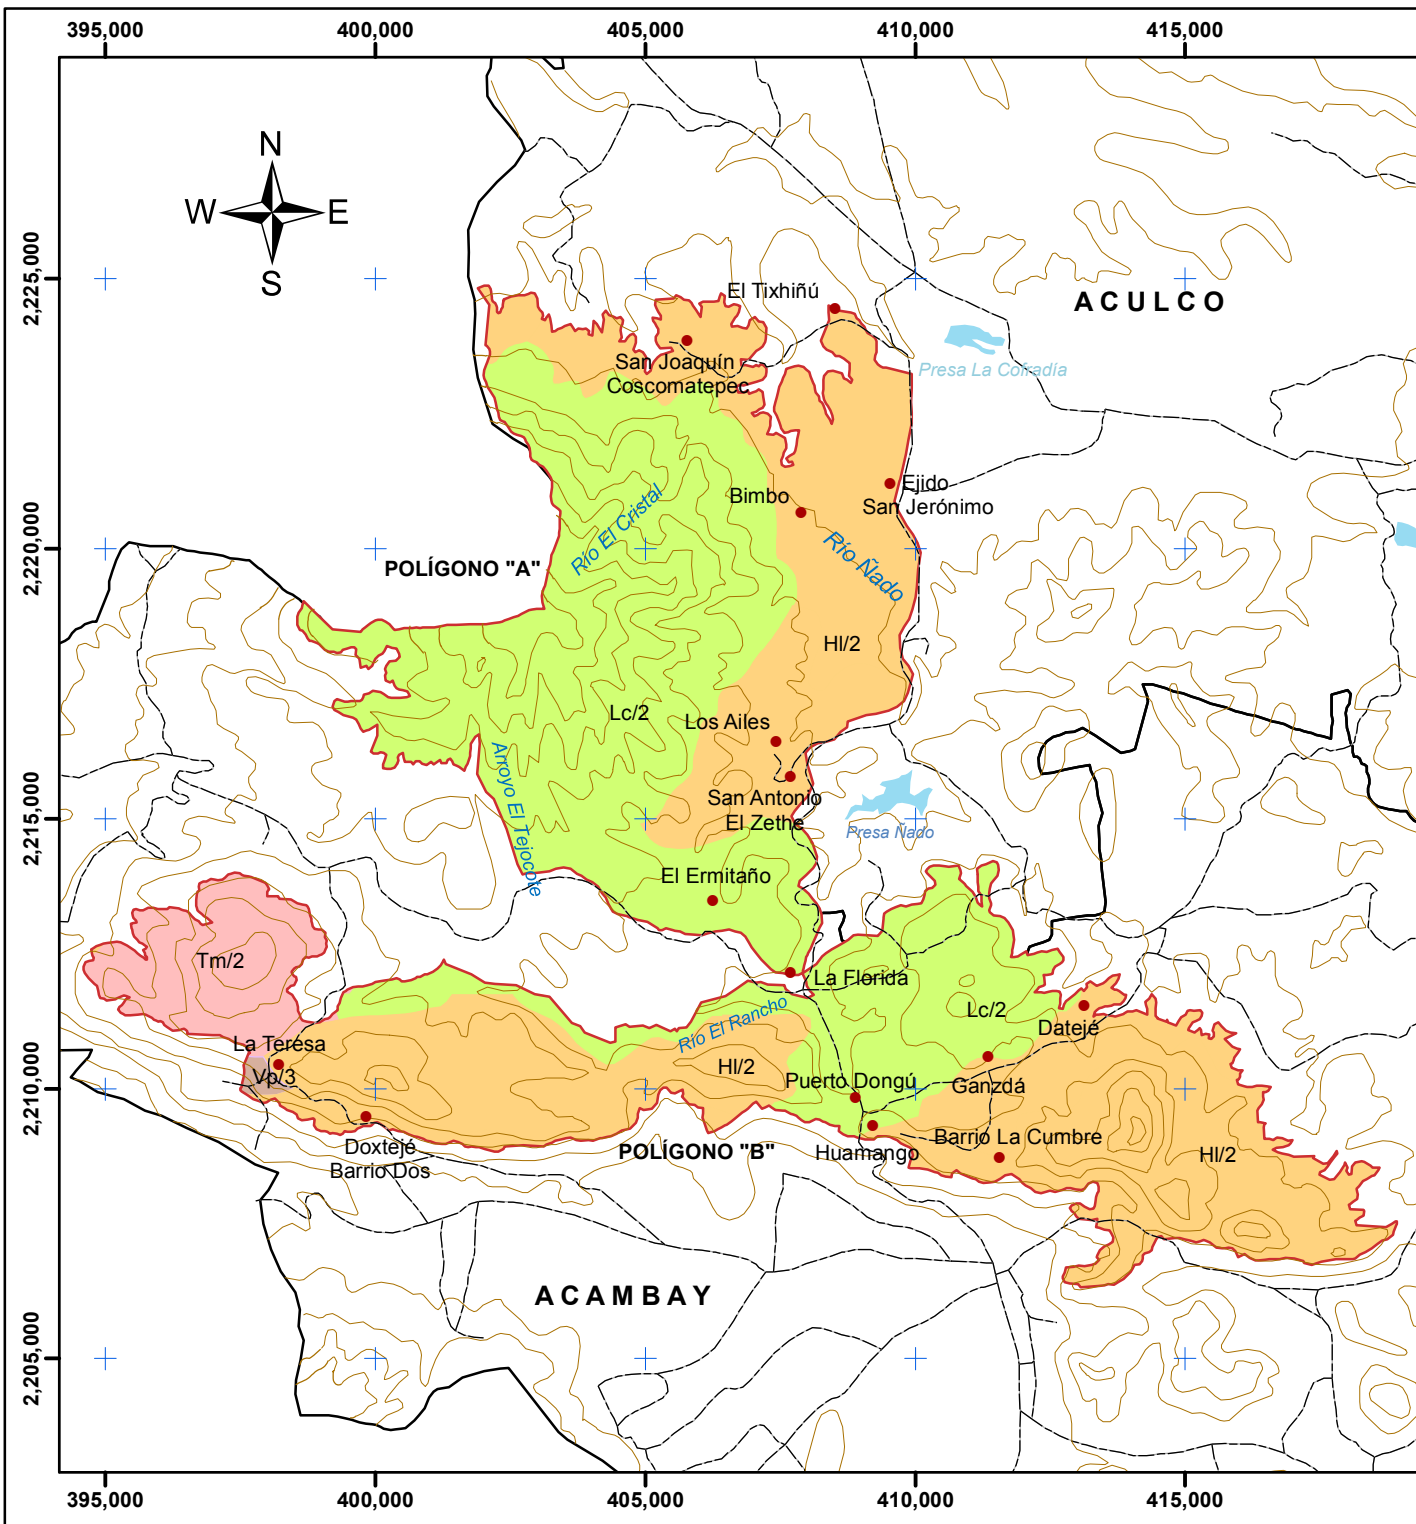 395,000
400,000
405,000
410,000
415,000
N
W
E
S
2,225,000
El Tixhiñú
ACULCO
San Joaquín
Coscomatepec
Presa La Cofradía
Río El Cristal
Bimbo
Ejido
San Jerónimo
2,220,000
POLÍGONO "A"
Río Ñado
Hl/2
Lc/2
Los Ailes
Arroyo El Tejocote
2,215,000
San Antonio
El Zethe
Presa Ñado
El Ermitaño
Tm/2
La Florida
Lc/2
Datejé
Río El Rancho
La Teresa
Vp/3
2,210,000
Hl/2
Puerto Dongú
Ganzdá
Doxtejé
Barrio Dos
POLÍGONO "B"
Huamango
Barrio La Cumbre
Hl/2
ACAMBAY
2,205,000
395,000
400,000
405,000
410,000
415,000